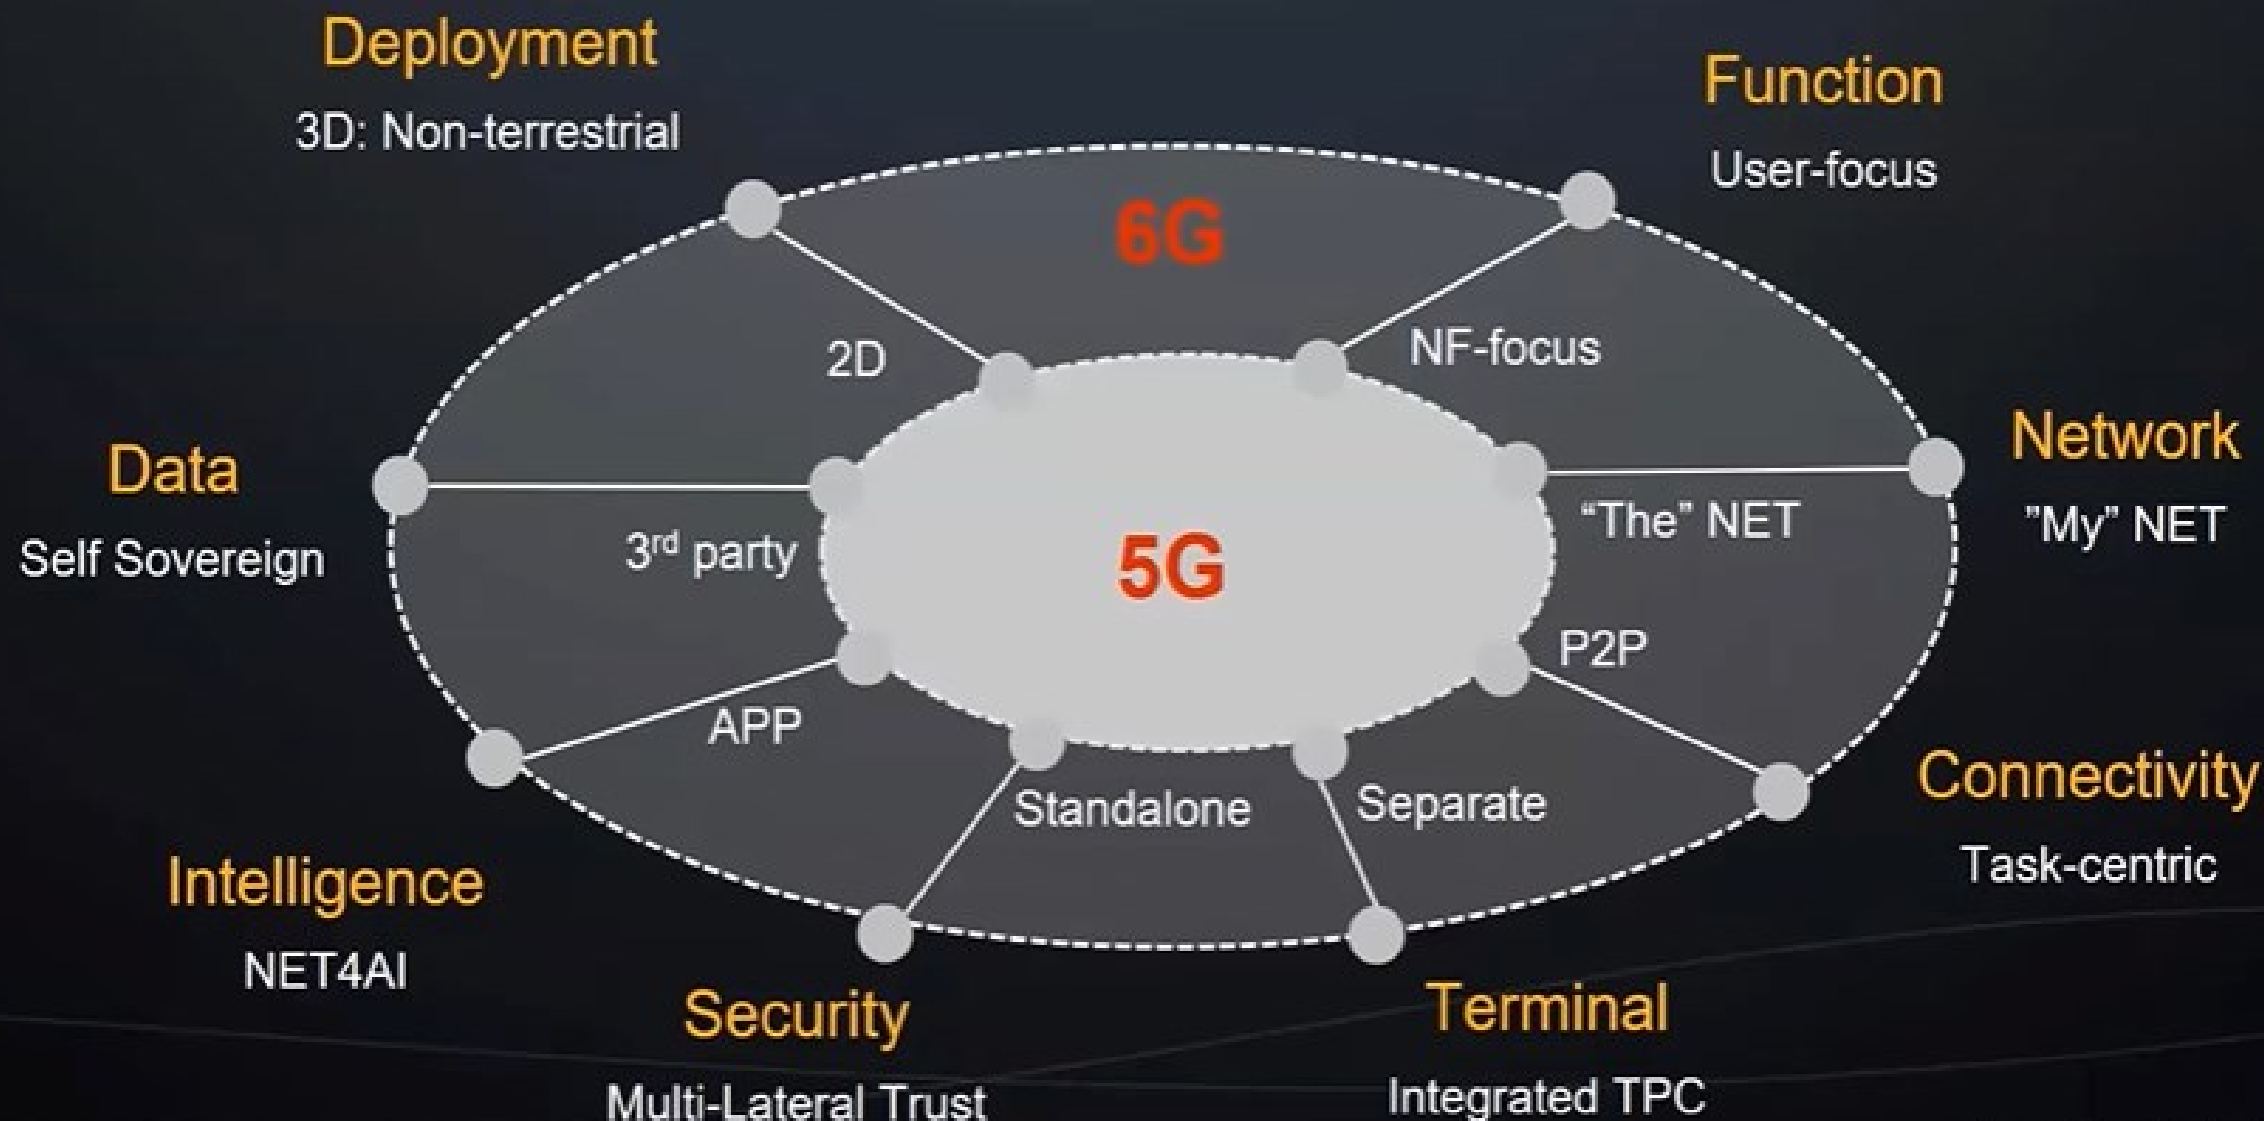 Deployment
3D: Non-terrestrial
Function
User-focus
6G
2D
NF-focus
Data
Self Sovereign
3rd party
5G
"The" NET
Network
"My" NET
P2P
APP
Standalone
Separate
Connectivity
Task-centric
Intelligence
NET4AI
Security
Multi-Lateral Trust
Terminal
Integrated TPC